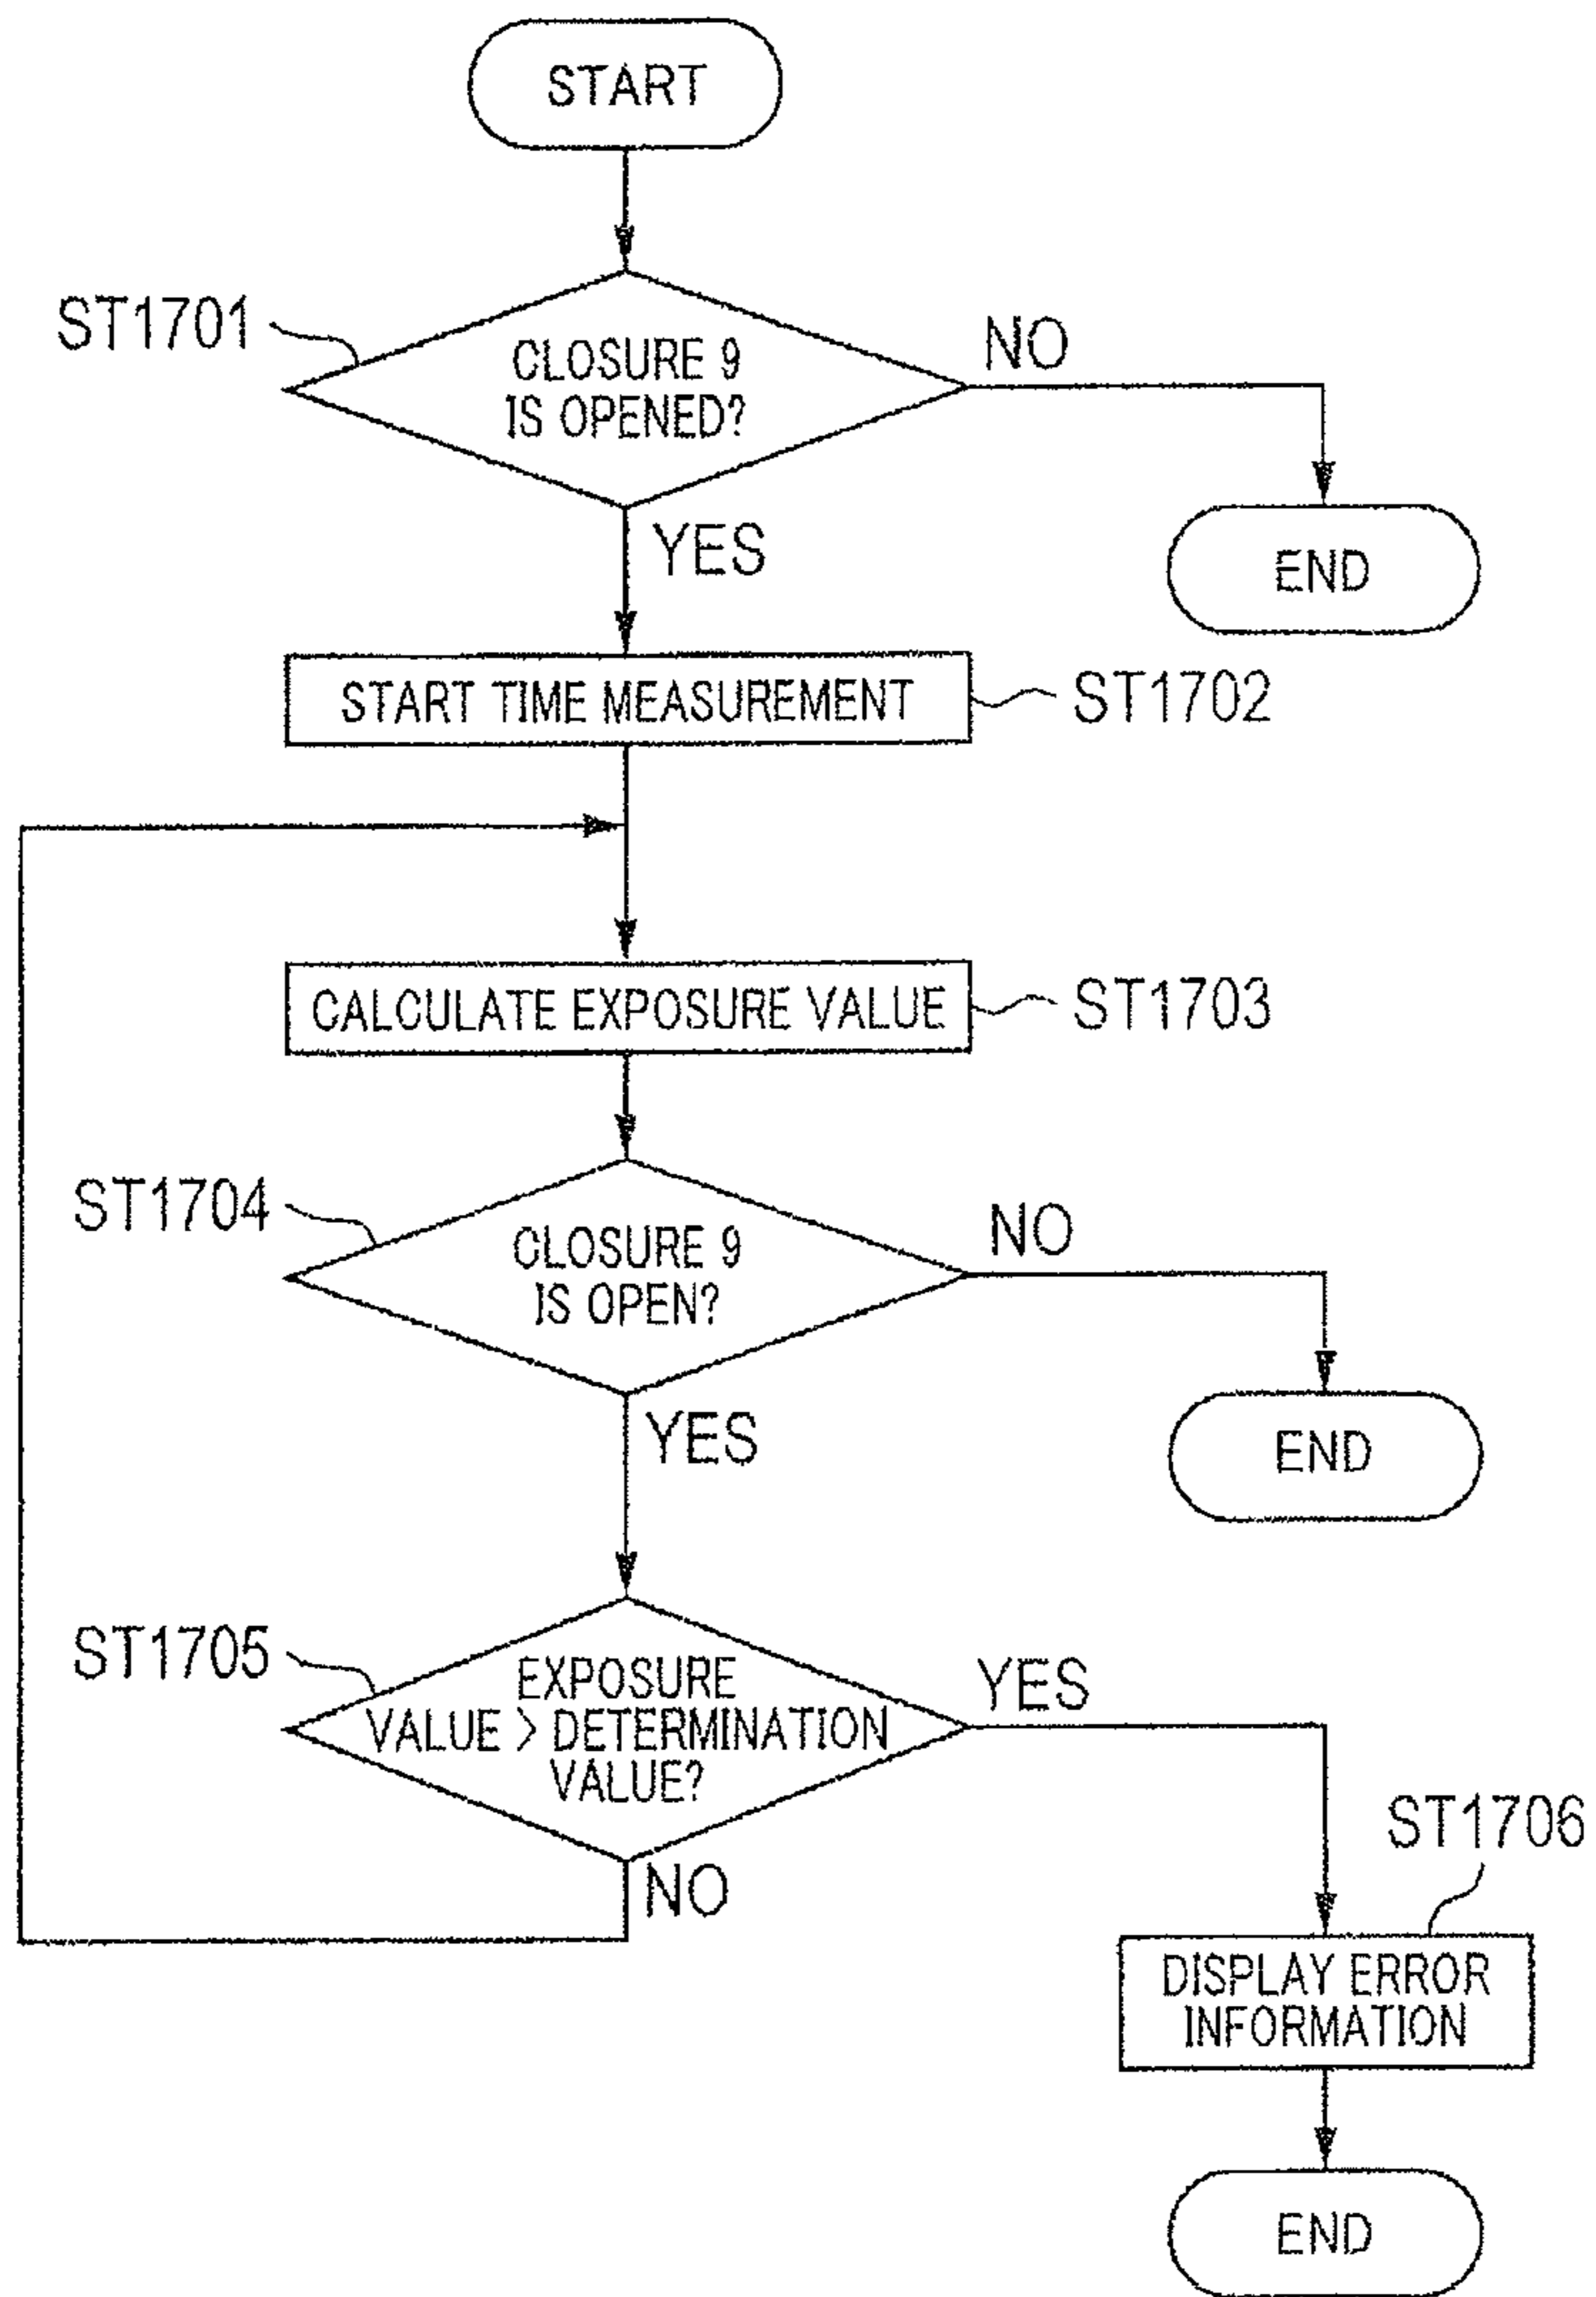 START
ST1701
CLOSURE 9
IS OPENED?
NO
END
YES
START TIME MEASUREMENT
ST1702
CALCULATE EXPOSURE VALUE
ST1703
ST1704
CLOSURE 9
IS OPEN?
NO
END
YES
ST1705
EXPOSURE
VALUE > DETERMINATION
VALUE?
YES
NO
ST1706
DISPLAY ERROR
INFORMATION
END